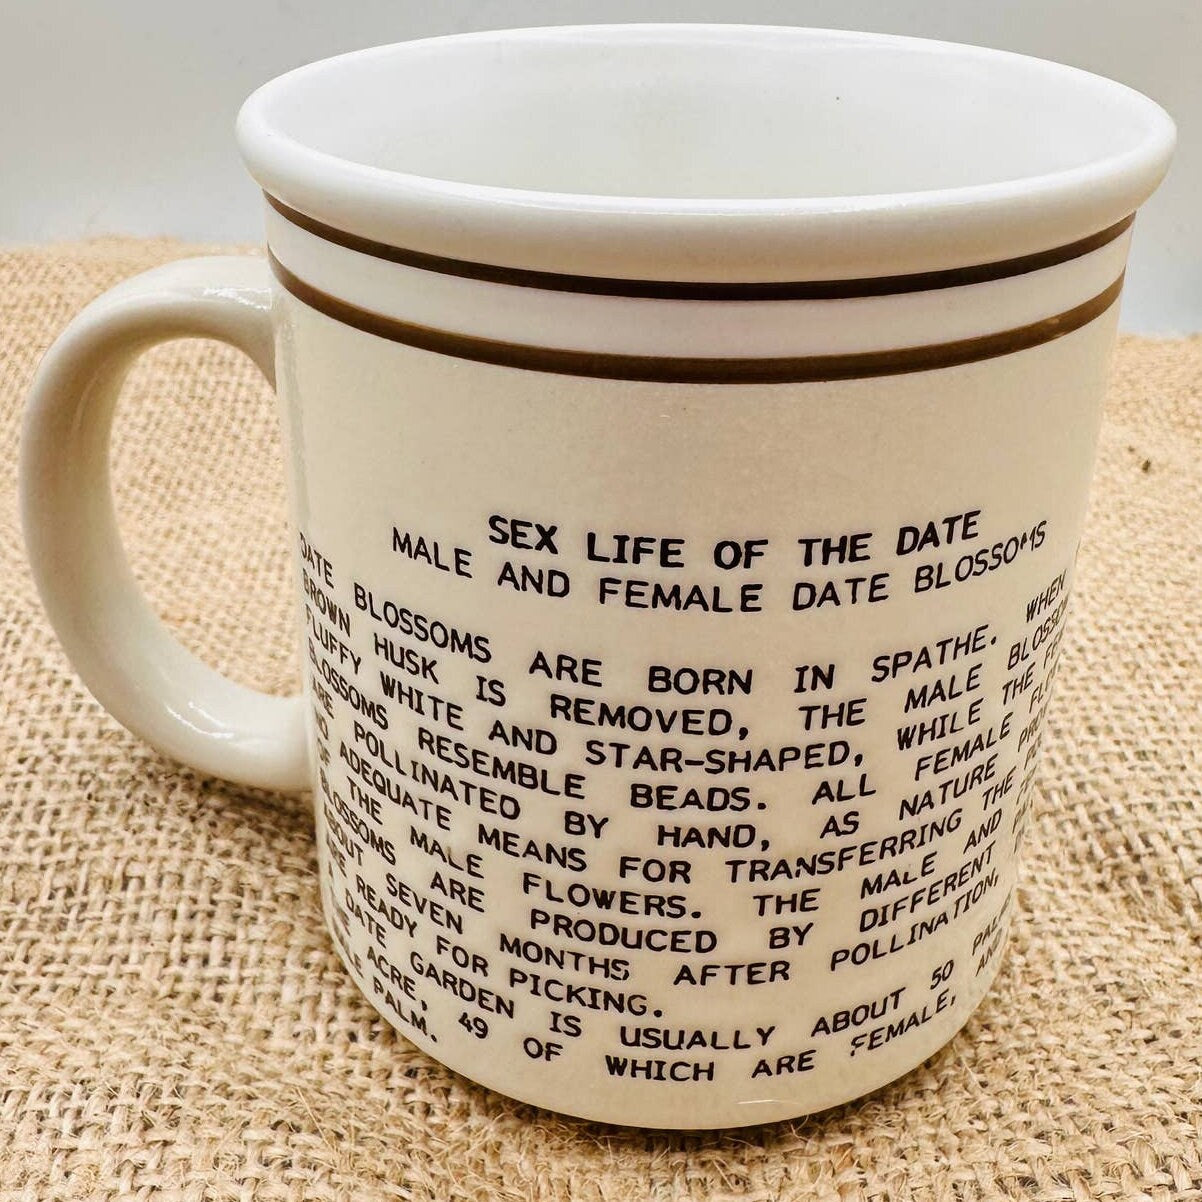 SEX LIFE OF THE DATE
MALE AND FEMALE DATE BLOSSOMS
DATE BLOSSOMS ARE BORN IN SPATHE. WHEN
BROWN HUSK IS REMOVED, THE MALE BLOSSOMS
FLUFFY WHITE AND STAR-SHAPED, WHILE THE
BLOSSOMS RESEMBLE BEADS. ALL FEMALE
ARE POLLINATED BY HAND, AS NATURE
NO ADEQUATE MEANS FOR TRANSFERRING THE
OF THE MALE FLOWERS. THE MALE AND
BLOSSOMS ARE PRODUCED BY DIFFERENT
ABOUT SEVEN MONTHS AFTER POLLINATION,
ARE READY FOR PICKING.
A DATE GARDEN IS USUALLY ABOUT 50
ACRE, 49 OF WHICH ARE FEMALE,
PALM.